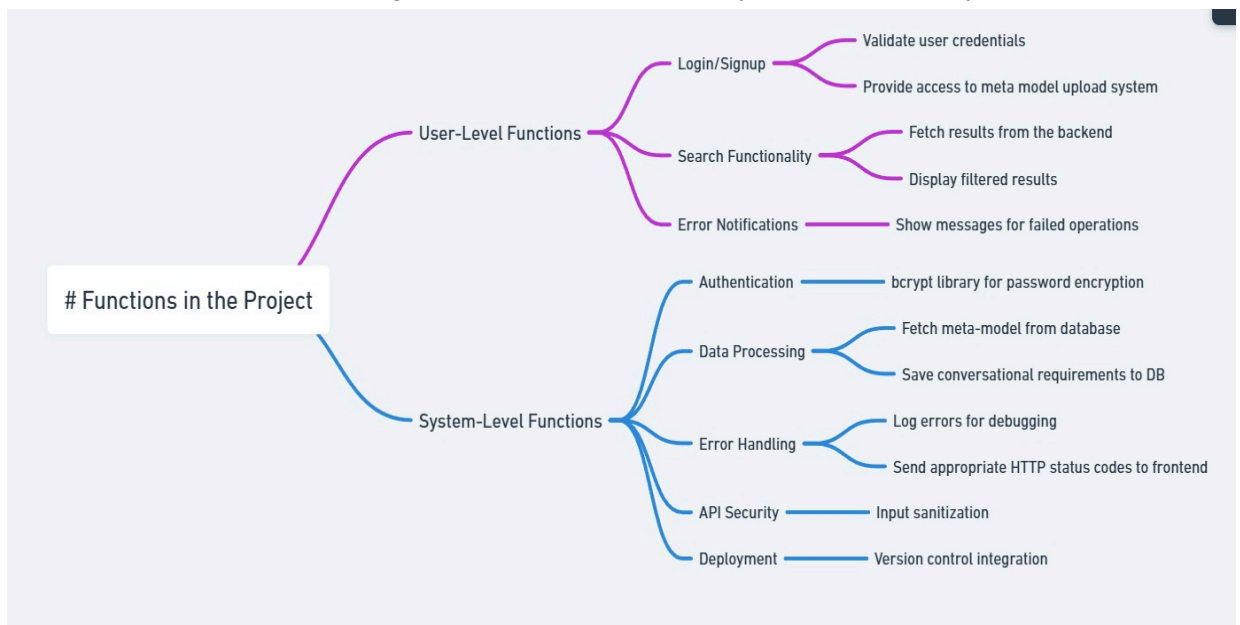 # Functions in the Project
User-Level Functions
Login/Signup
Validate user credentials
Provide access to meta model upload system
Search Functionality
Fetch results from the backend
Display filtered results
Error Notifications
Show messages for failed operations
System-Level Functions
Authentication
bcrypt library for password encryption
Data Processing
Fetch meta-model from database
Save conversational requirements to DB
Error Handling
Log errors for debugging
Send appropriate HTTP status codes to frontend
API Security
Input sanitization
Deployment
Version control integration